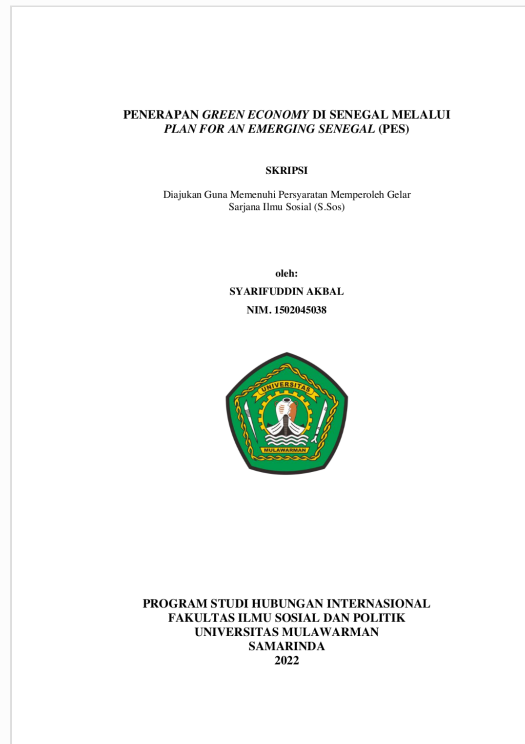 PENERAPAN GREEN ECONOMY DI SENEGAL MELALUI
PLAN FOR AN EMERGING SENEGAL (PES)
SKRIPSI
Diajukan Guna Memenuhi Persyaratan Memperoleh Gelar
Sarjana Ilmu Sosial (S.Sos)
oleh:
SYARIFUDDIN AKBAL
NIM. 1502045038
UNIVERSITAS
MULAWARMAN
PROGRAM STUDI HUBUNGAN INTERNASIONAL
FAKULTAS ILMU SOSIAL DAN POLITIK
UNIVERSITAS MULAWARMAN
SAMARINDA
2022